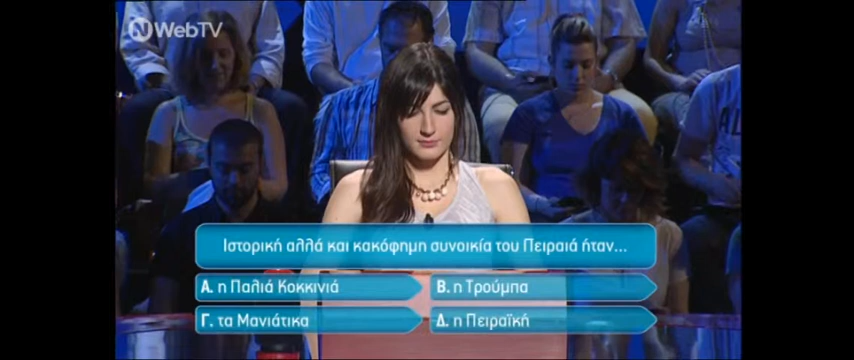 N WebTV
Ιστορική αλλά και κακόφημη συνοικία του Πειραιά ήταν...
Α. η Παλιά Κοκκινιά
Β. η Τρούμπα
Γ. τα Μανιάτικα
Δ. η Πειραϊκή